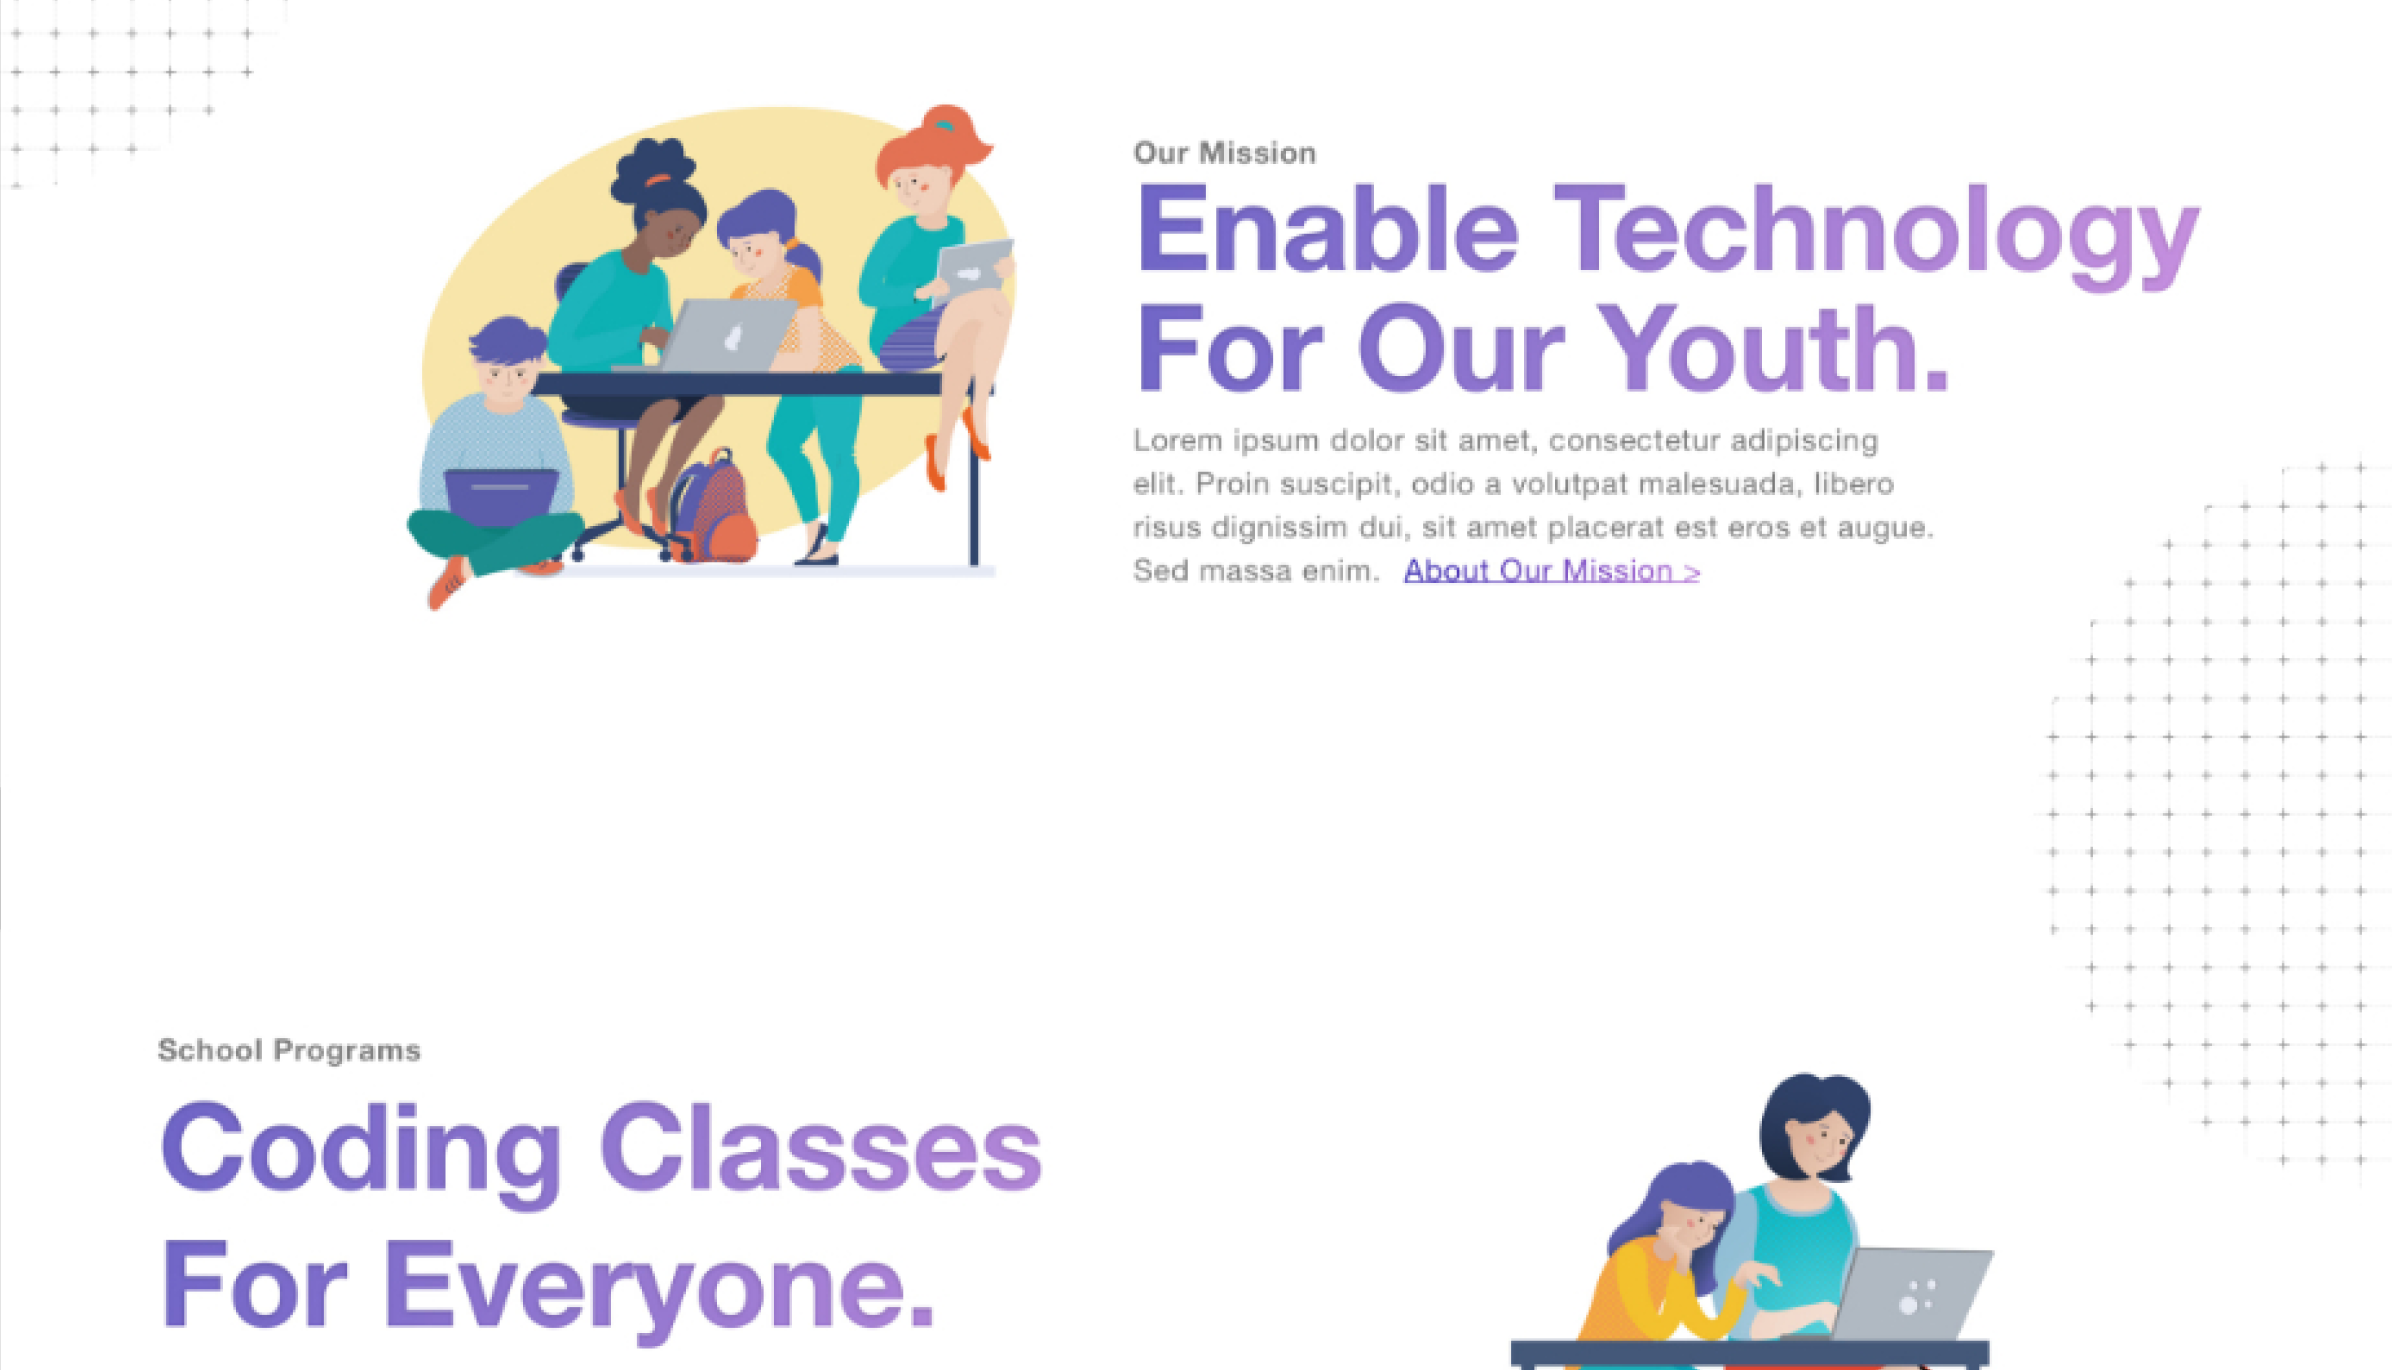 Our Mission
Enable Technology
For Our Youth.
Lorem ipsum dolor sit amet, consectetur adipiscing
elit. Proin suscipit, odio a volutpat malesuada, libero
risus dignissim dui, sit amet placerat est eros et augue.
Sed massa enim. About Our Mission >
School Programs
Coding Classes
For Everyone.